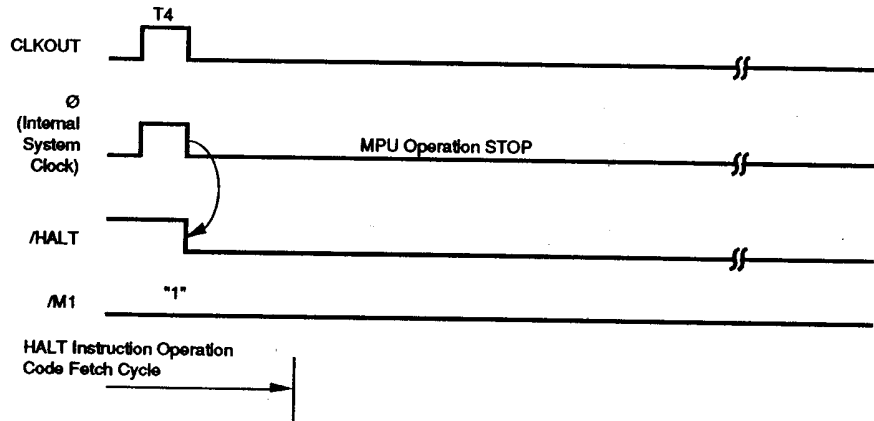 T4
CLKOUT
Ø
(Internal
System
Clock)
MPU Operation STOP
/HALT
"1"
/M1
HALT Instruction Operation
Code Fetch Cycle